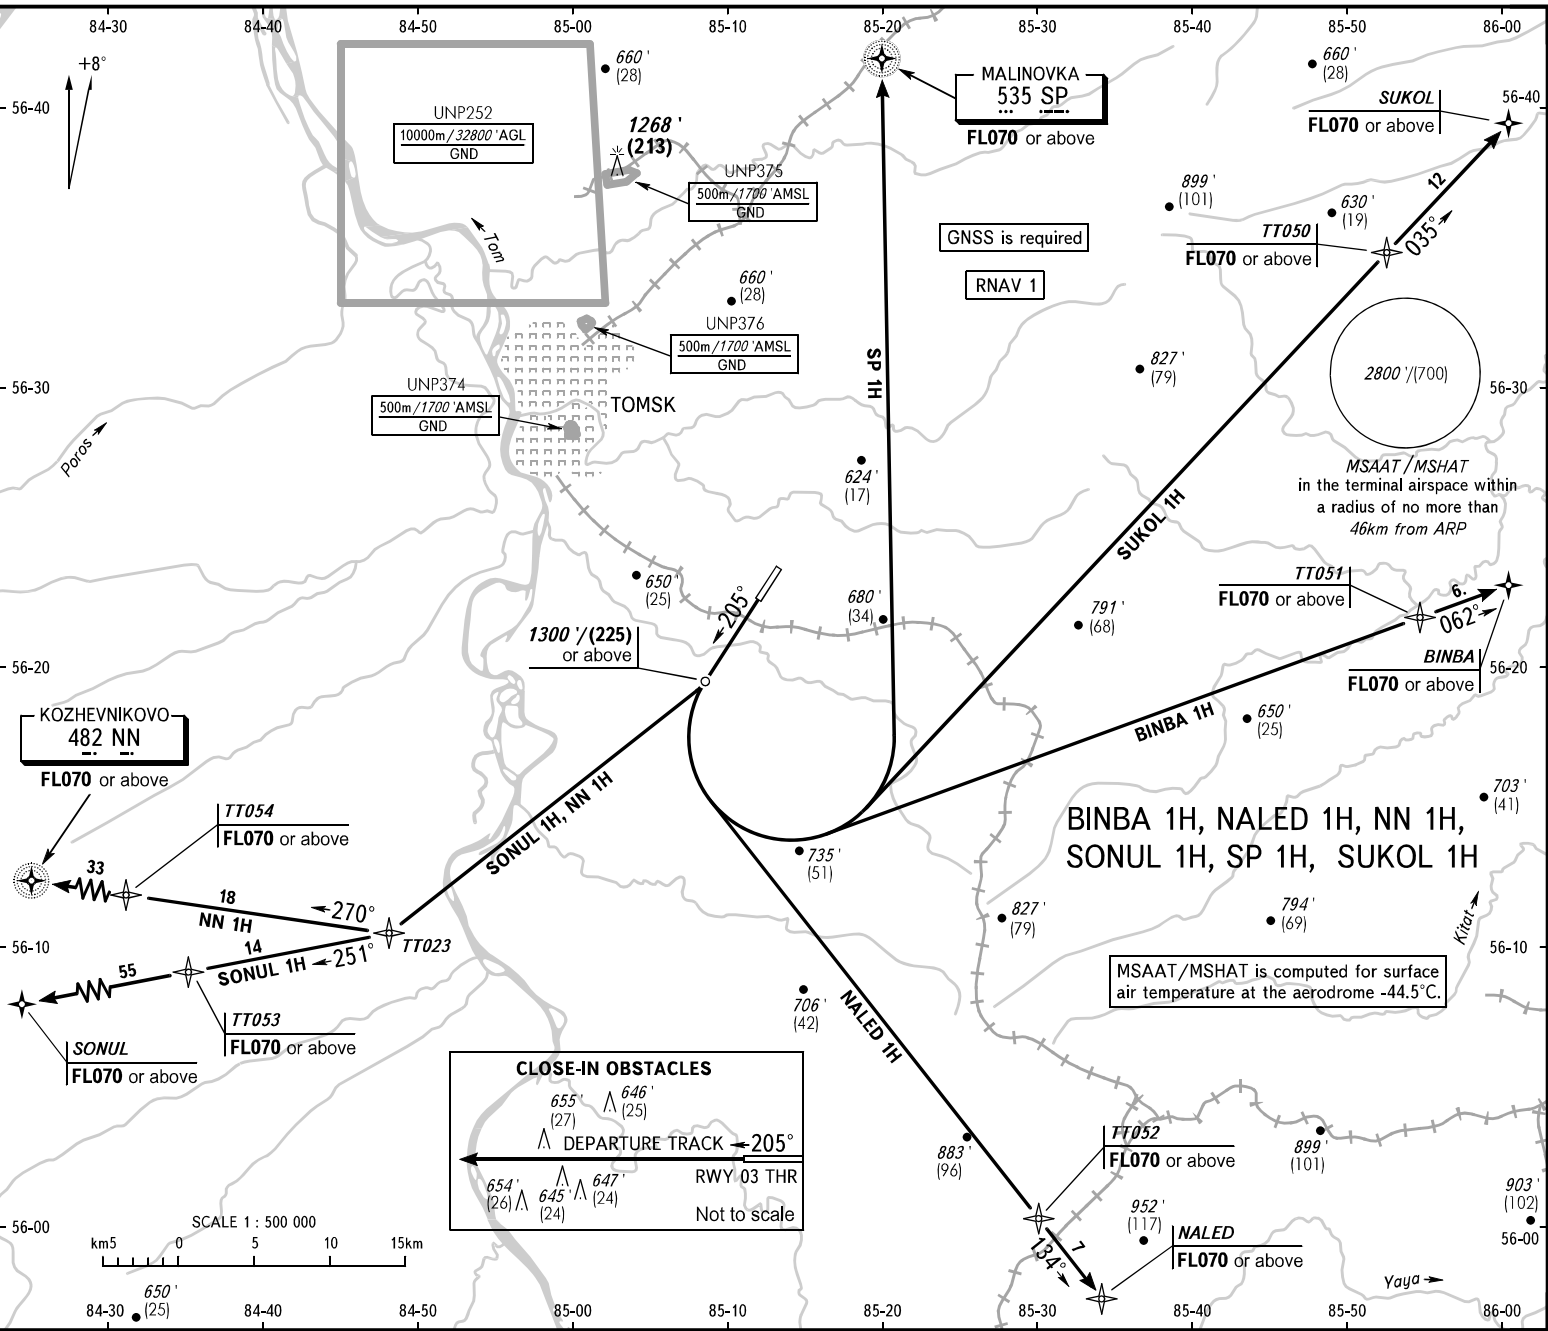 84-30 84-40 84-50 85-00 85-10 85-20 85-30 85-40 85-50 86-00
+8°
56-40
56-40
UNP252
10000m/32800'AGL
GND
660'
(28)
1268'
(213)
UNP375
500m/1700'AMSL
GND
MALINOVKA
535 SP
FL070 or above
660'
(28)
SUKOL
FL070 or above
12
035°
899'
(101)
630'
(19)
TT050
FL070 or above
GNSS is required
RNAV 1
Tom
660'
(28)
UNP376
500m/1700'AMSL
GND
UNP374
500m/1700'AMSL
GND
TOMSK
SP 1H
827'
(79)
56-30
56-30
2800'/(700)
MSAAT/MSHAT
in the terminal airspace within
a radius of no more than
46km from ARP
Poros
624'
(17)
SUKOL 1H
650'
(25)
205°
680'
(34)
791'
(68)
TT051
FL070 or above
6.
062°
BINBA
FL070 or above
1300'/(225)
or above
56-20
56-20
BINBA 1H
650'
(25)
KOZHEVNIKOVO
482 NN
FL070 or above
TT054
FL070 or above
SONUL 1H, NN 1H
703'
(41)
BINBA 1H, NALED 1H, NN 1H,
SONUL 1H, SP 1H, SUKOL 1H
735'
(51)
33
18
NN 1H
270°
TT023
14
SONUL 1H
251°
55
827'
(79)
794'
(69)
Kitat
56-10
56-10
MSAAT/MSHAT is computed for surface
air temperature at the aerodrome -44.5°C.
706'
(42)
NALED 1H
TT053
FL070 or above
SONUL
FL070 or above
CLOSE-IN OBSTACLES
655'
(27)
646'
(25)
DEPARTURE TRACK
205°
RWY 03 THR
654'
(26)
645'
(24)
647'
(24)
Not to scale
883'
(96)
TT052
FL070 or above
899'
(101)
903'
(102)
952'
(117)
7
134°
NALED
FL070 or above
56-00
56-00
SCALE 1 : 500 000
km5 0 5 10 15km
650'
(25)
Yaya
84-30 84-40 84-50 85-00 85-10 85-20 85-30 85-40 85-50 86-00